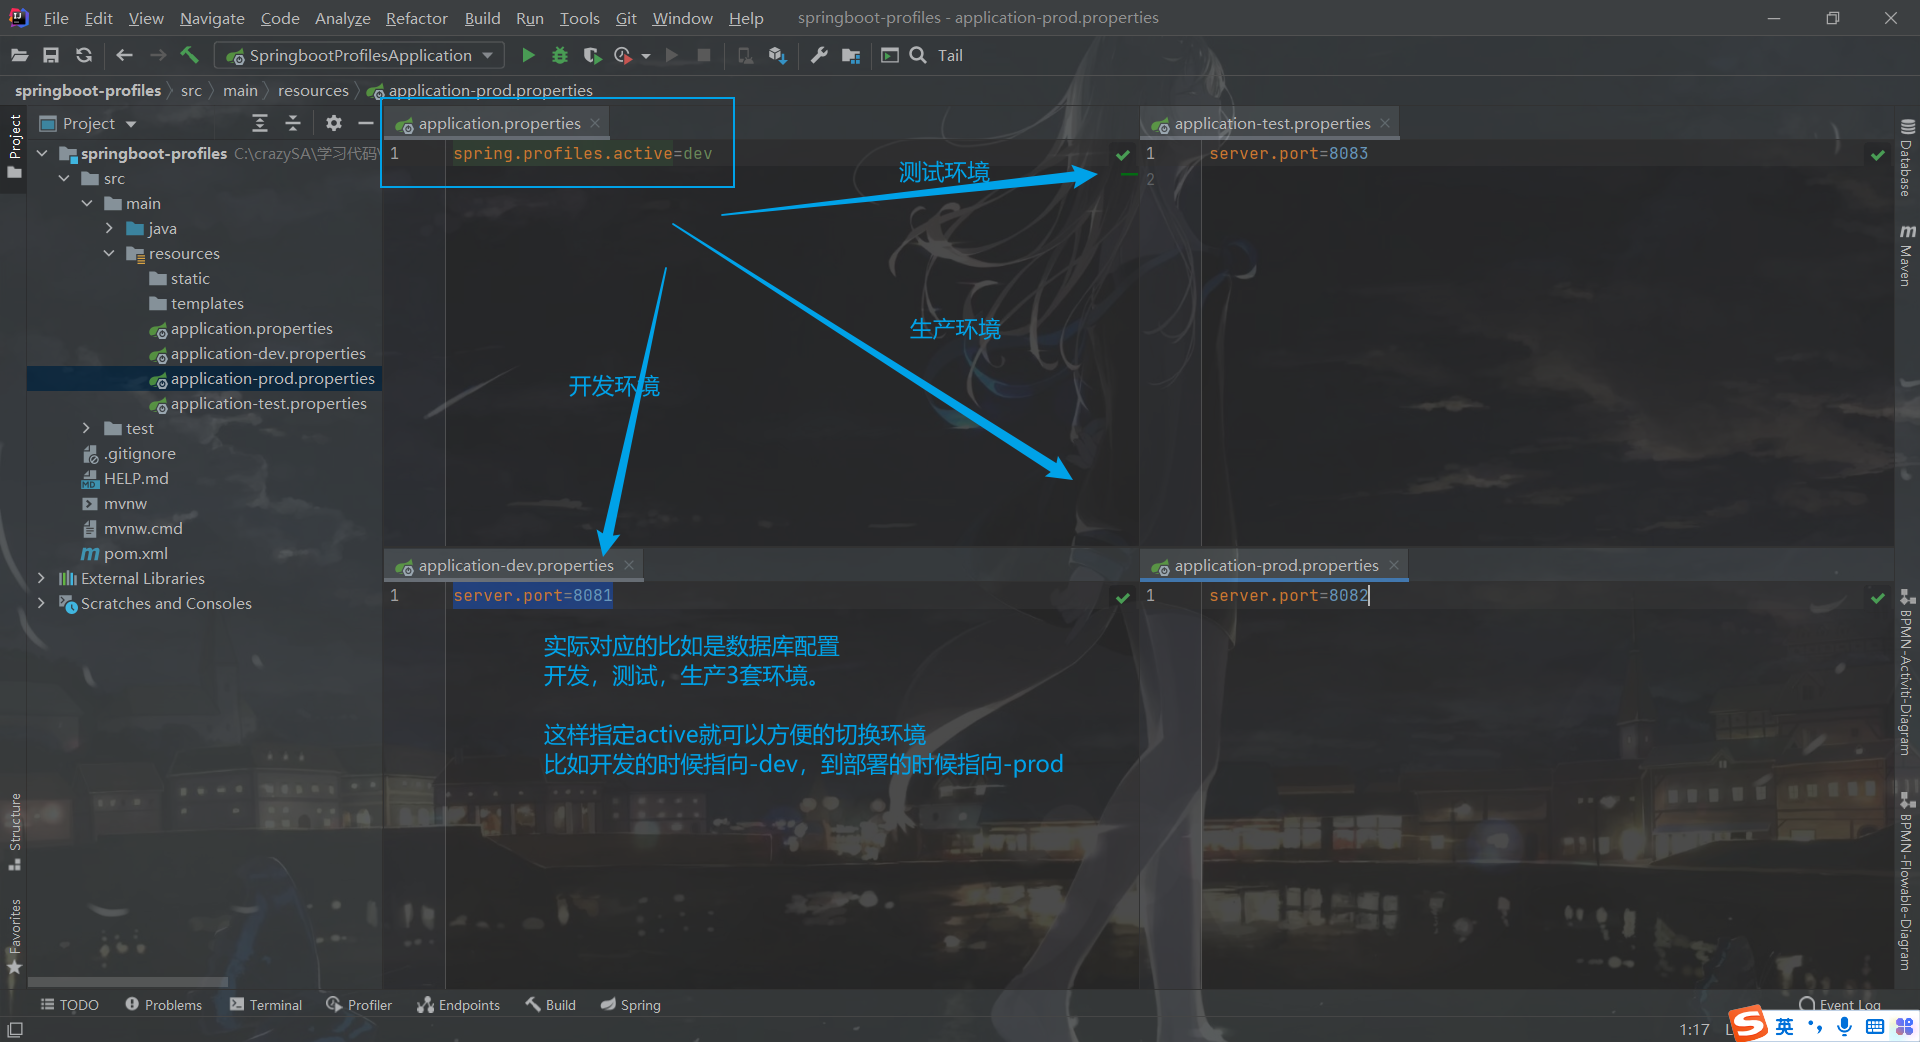 File Edit View Navigate Code Analyze Refactor Build Run Tools Git Window Help springboot-profiles - application-prod.properties
SpringbootProfilesApplication Tail
springboot-profiles src main resources application-prod.properties
Project
Project
springboot-profiles C:\crazySA\学习代码\
src
main
java
resources
static
templates
application.properties
application-dev.properties
application-prod.properties
application-test.properties
test
.gitignore
HELP.md
mvnw
mvnw.cmd
pom.xml
External Libraries
Scratches and Consoles
Structure
Favorites
application.properties
1 spring.profiles.active=dev
application-test.properties
1 server.port=8083
2
测试环境
生产环境
开发环境
application-dev.properties
1 server.port=8081
application-prod.properties
1 server.port=8082
实际对应的比如是数据库配置
开发，测试，生产3套环境。
这样指定active就可以方便的切换环境
比如开发的时候指向-dev，到部署的时候指向-prod
Database
Maven
BPMN-Activiti-Diagram
BPMN-Flowable-Diagram
TODO Problems Terminal Profiler Endpoints Build Spring Event Log
1:17
英